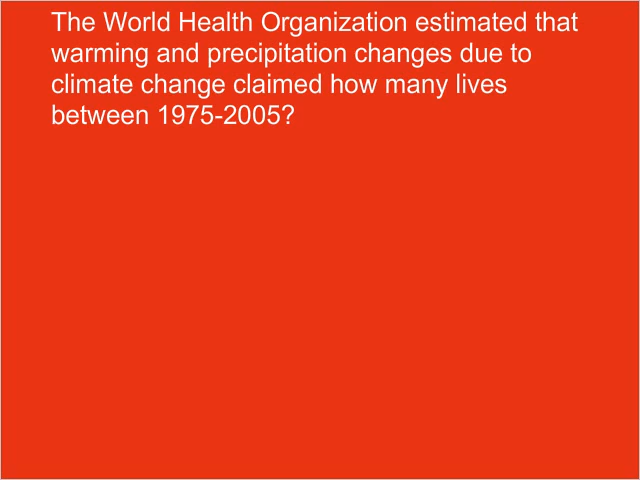 The World Health Organization estimated that
warming and precipitation changes due to
climate change claimed how many lives
between 1975-2005?